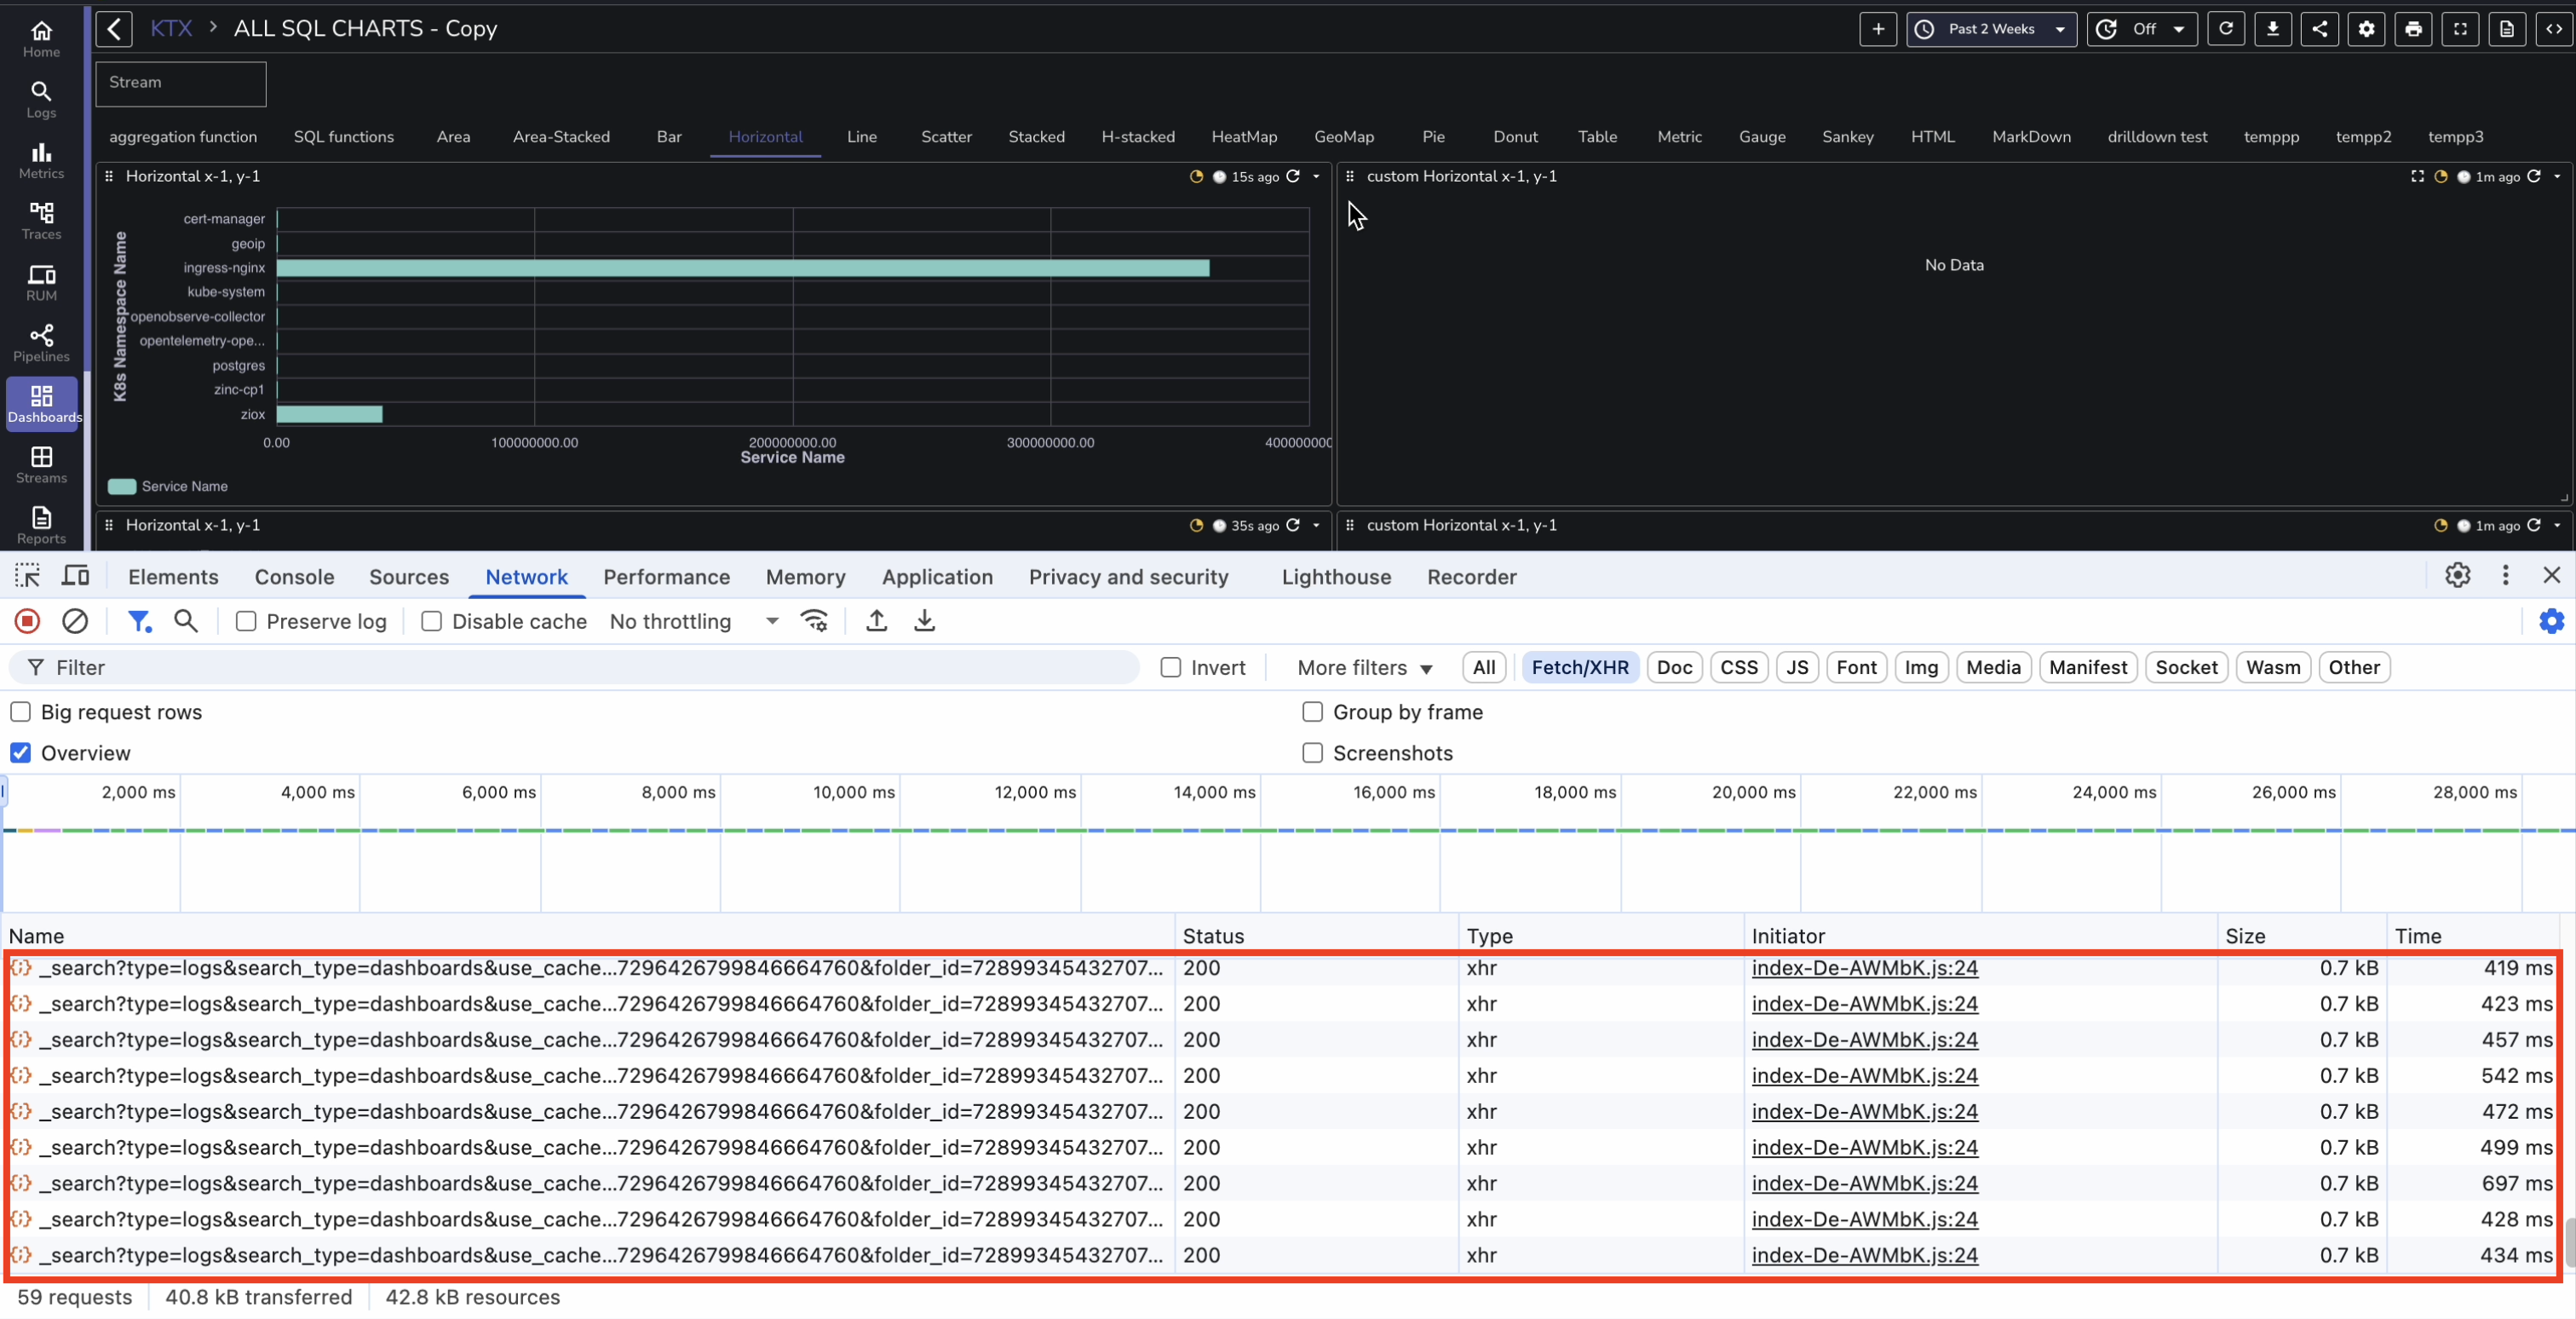 KTX > ALL SQL CHARTS - Copy
Past 2 Weeks
Off
Home
Logs
Metrics
Traces
RUM
Pipelines
Dashboards
Streams
Reports
Stream
aggregation function SQL functions Area Area-Stacked Bar Horizontal Line Scatter Stacked H-stacked HeatMap GeoMap Pie Donut Table Metric Gauge Sankey HTML MarkDown drilldown test temppp tempp2 tempp3
Horizontal x-1, y-1
15s ago
K8s Namespace Name
cert-manager
geoip
ingress-nginx
kube-system
openobserve-collector
opentelemetry-ope...
postgres
zinc-cp1
ziox
0.00 100000000.00 200000000.00 300000000.00 400000000
Service Name
Service Name
custom Horizontal x-1, y-1
1m ago
No Data
Horizontal x-1, y-1
35s ago
custom Horizontal x-1, y-1
1m ago
Elements Console Sources Network Performance Memory Application Privacy and security Lighthouse Recorder
Preserve log Disable cache No throttling
Filter Invert More filters All Fetch/XHR Doc CSS JS Font Img Media Manifest Socket Wasm Other
Big request rows Group by frame
Overview Screenshots
2,000 ms 4,000 ms 6,000 ms 8,000 ms 10,000 ms 12,000 ms 14,000 ms 16,000 ms 18,000 ms 20,000 ms 22,000 ms 24,000 ms 26,000 ms 28,000 ms
Name Status Type Initiator Size Time
_search?type=logs&search_type=dashboards&use_cache...7296426799846664760&folder_id=72899345432707... 200 xhr index-De-AWMbK.js:24 0.7 kB 419 ms
_search?type=logs&search_type=dashboards&use_cache...7296426799846664760&folder_id=72899345432707... 200 xhr index-De-AWMbK.js:24 0.7 kB 423 ms
_search?type=logs&search_type=dashboards&use_cache...7296426799846664760&folder_id=72899345432707... 200 xhr index-De-AWMbK.js:24 0.7 kB 457 ms
_search?type=logs&search_type=dashboards&use_cache...7296426799846664760&folder_id=72899345432707... 200 xhr index-De-AWMbK.js:24 0.7 kB 542 ms
_search?type=logs&search_type=dashboards&use_cache...7296426799846664760&folder_id=72899345432707... 200 xhr index-De-AWMbK.js:24 0.7 kB 472 ms
_search?type=logs&search_type=dashboards&use_cache...7296426799846664760&folder_id=72899345432707... 200 xhr index-De-AWMbK.js:24 0.7 kB 499 ms
_search?type=logs&search_type=dashboards&use_cache...7296426799846664760&folder_id=72899345432707... 200 xhr index-De-AWMbK.js:24 0.7 kB 697 ms
_search?type=logs&search_type=dashboards&use_cache...7296426799846664760&folder_id=72899345432707... 200 xhr index-De-AWMbK.js:24 0.7 kB 428 ms
_search?type=logs&search_type=dashboards&use_cache...7296426799846664760&folder_id=72899345432707... 200 xhr index-De-AWMbK.js:24 0.7 kB 434 ms
59 requests 40.8 kB transferred 42.8 kB resources